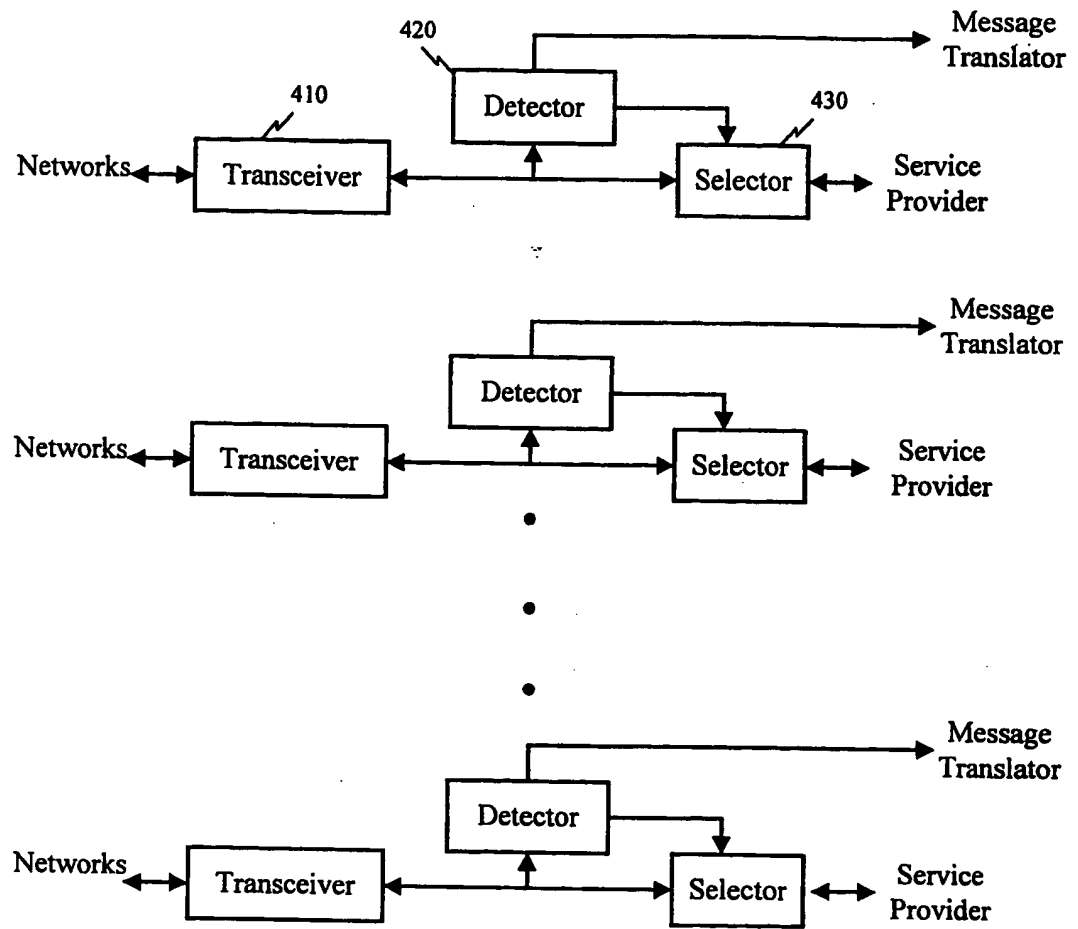 Message
Translator
420
Detector
410
430
Networks
Transceiver
Selector
Service
Provider
Message
Translator
Detector
Networks
Transceiver
Selector
Service
Provider
Message
Translator
Detector
Networks
Transceiver
Selector
Service
Provider